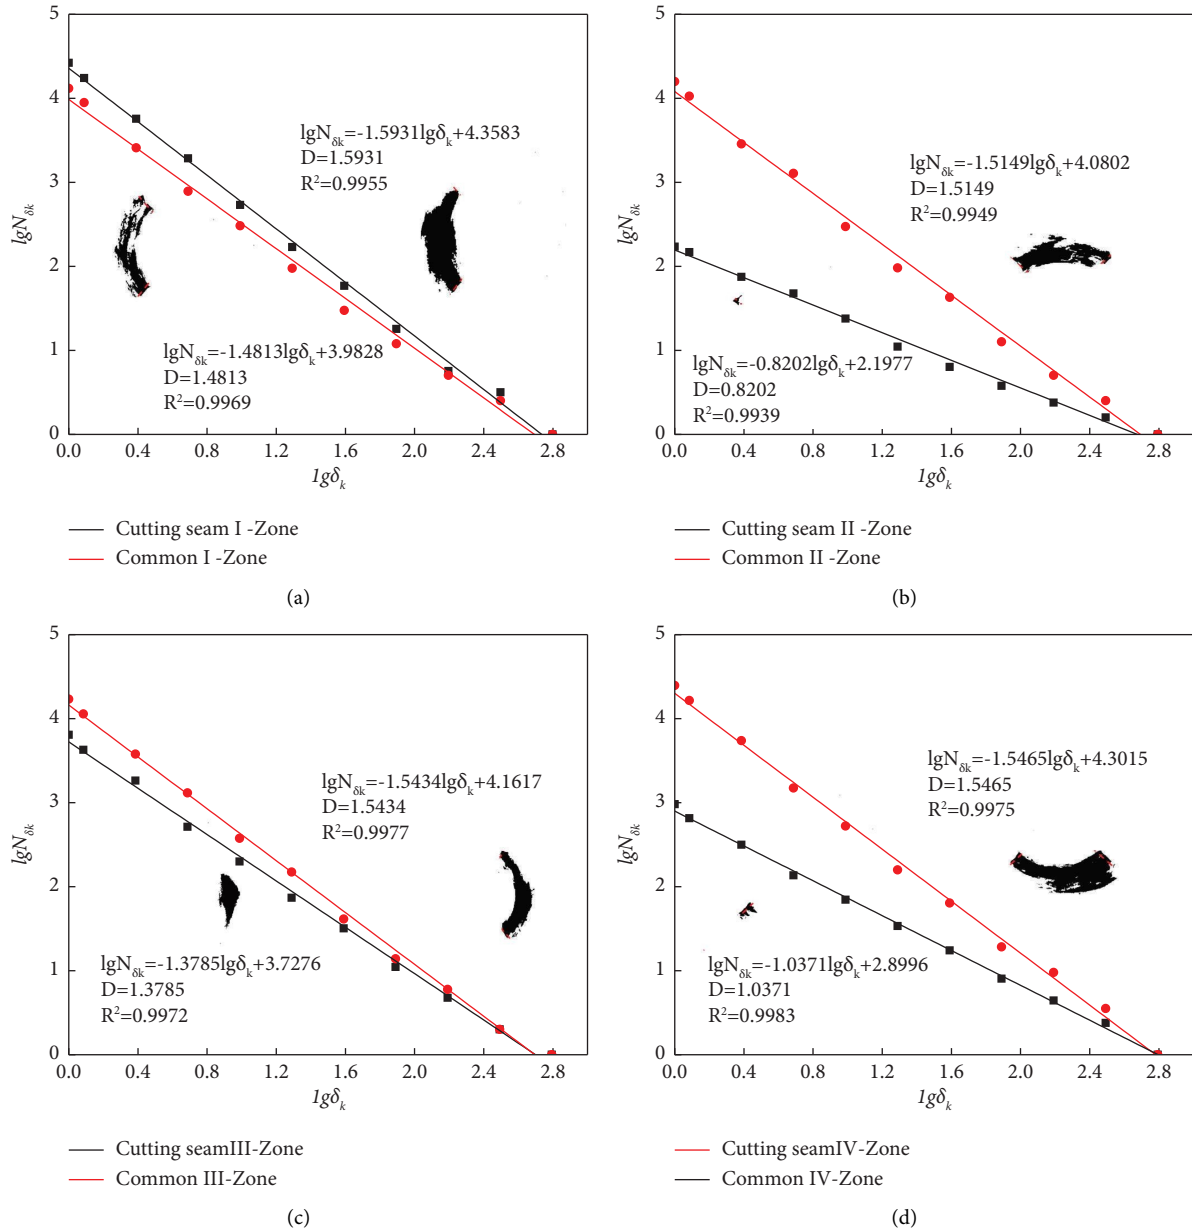 5
4
3
2
1
0
lgN_δk
lgN_δk=-1.5931lgδ_k+4.3583
D=1.5931
R²=0.9955
lgN_δk=-1.4813lgδ_k+3.9828
D=1.4813
R²=0.9969
0.0 0.4 0.8 1.2 1.6 2.0 2.4 2.8
1gδ_k
Cutting seam I -Zone
Common I -Zone
(a)
5
4
3
2
1
0
lgN_δk
lgN_δk=-1.5149lgδ_k+4.0802
D=1.5149
R²=0.9949
lgN_δk=-0.8202lgδ_k+2.1977
D=0.8202
R²=0.9939
0.0 0.4 0.8 1.2 1.6 2.0 2.4 2.8
1gδ_k
Cutting seam II -Zone
Common II -Zone
(b)
5
4
3
2
1
0
lgN_δk
lgN_δk=-1.5434lgδ_k+4.1617
D=1.5434
R²=0.9977
lgN_δk=-1.3785lgδ_k+3.7276
D=1.3785
R²=0.9972
0.0 0.4 0.8 1.2 1.6 2.0 2.4 2.8
1gδ_k
Cutting seamIII-Zone
Common III-Zone
(c)
5
4
3
2
1
0
lgN_δk
lgN_δk=-1.5465lgδ_k+4.3015
D=1.5465
R²=0.9975
lgN_δk=-1.0371lgδ_k+2.8996
D=1.0371
R²=0.9983
0.0 0.4 0.8 1.2 1.6 2.0 2.4 2.8
1gδ_k
Cutting seamIV-Zone
Common IV-Zone
(d)